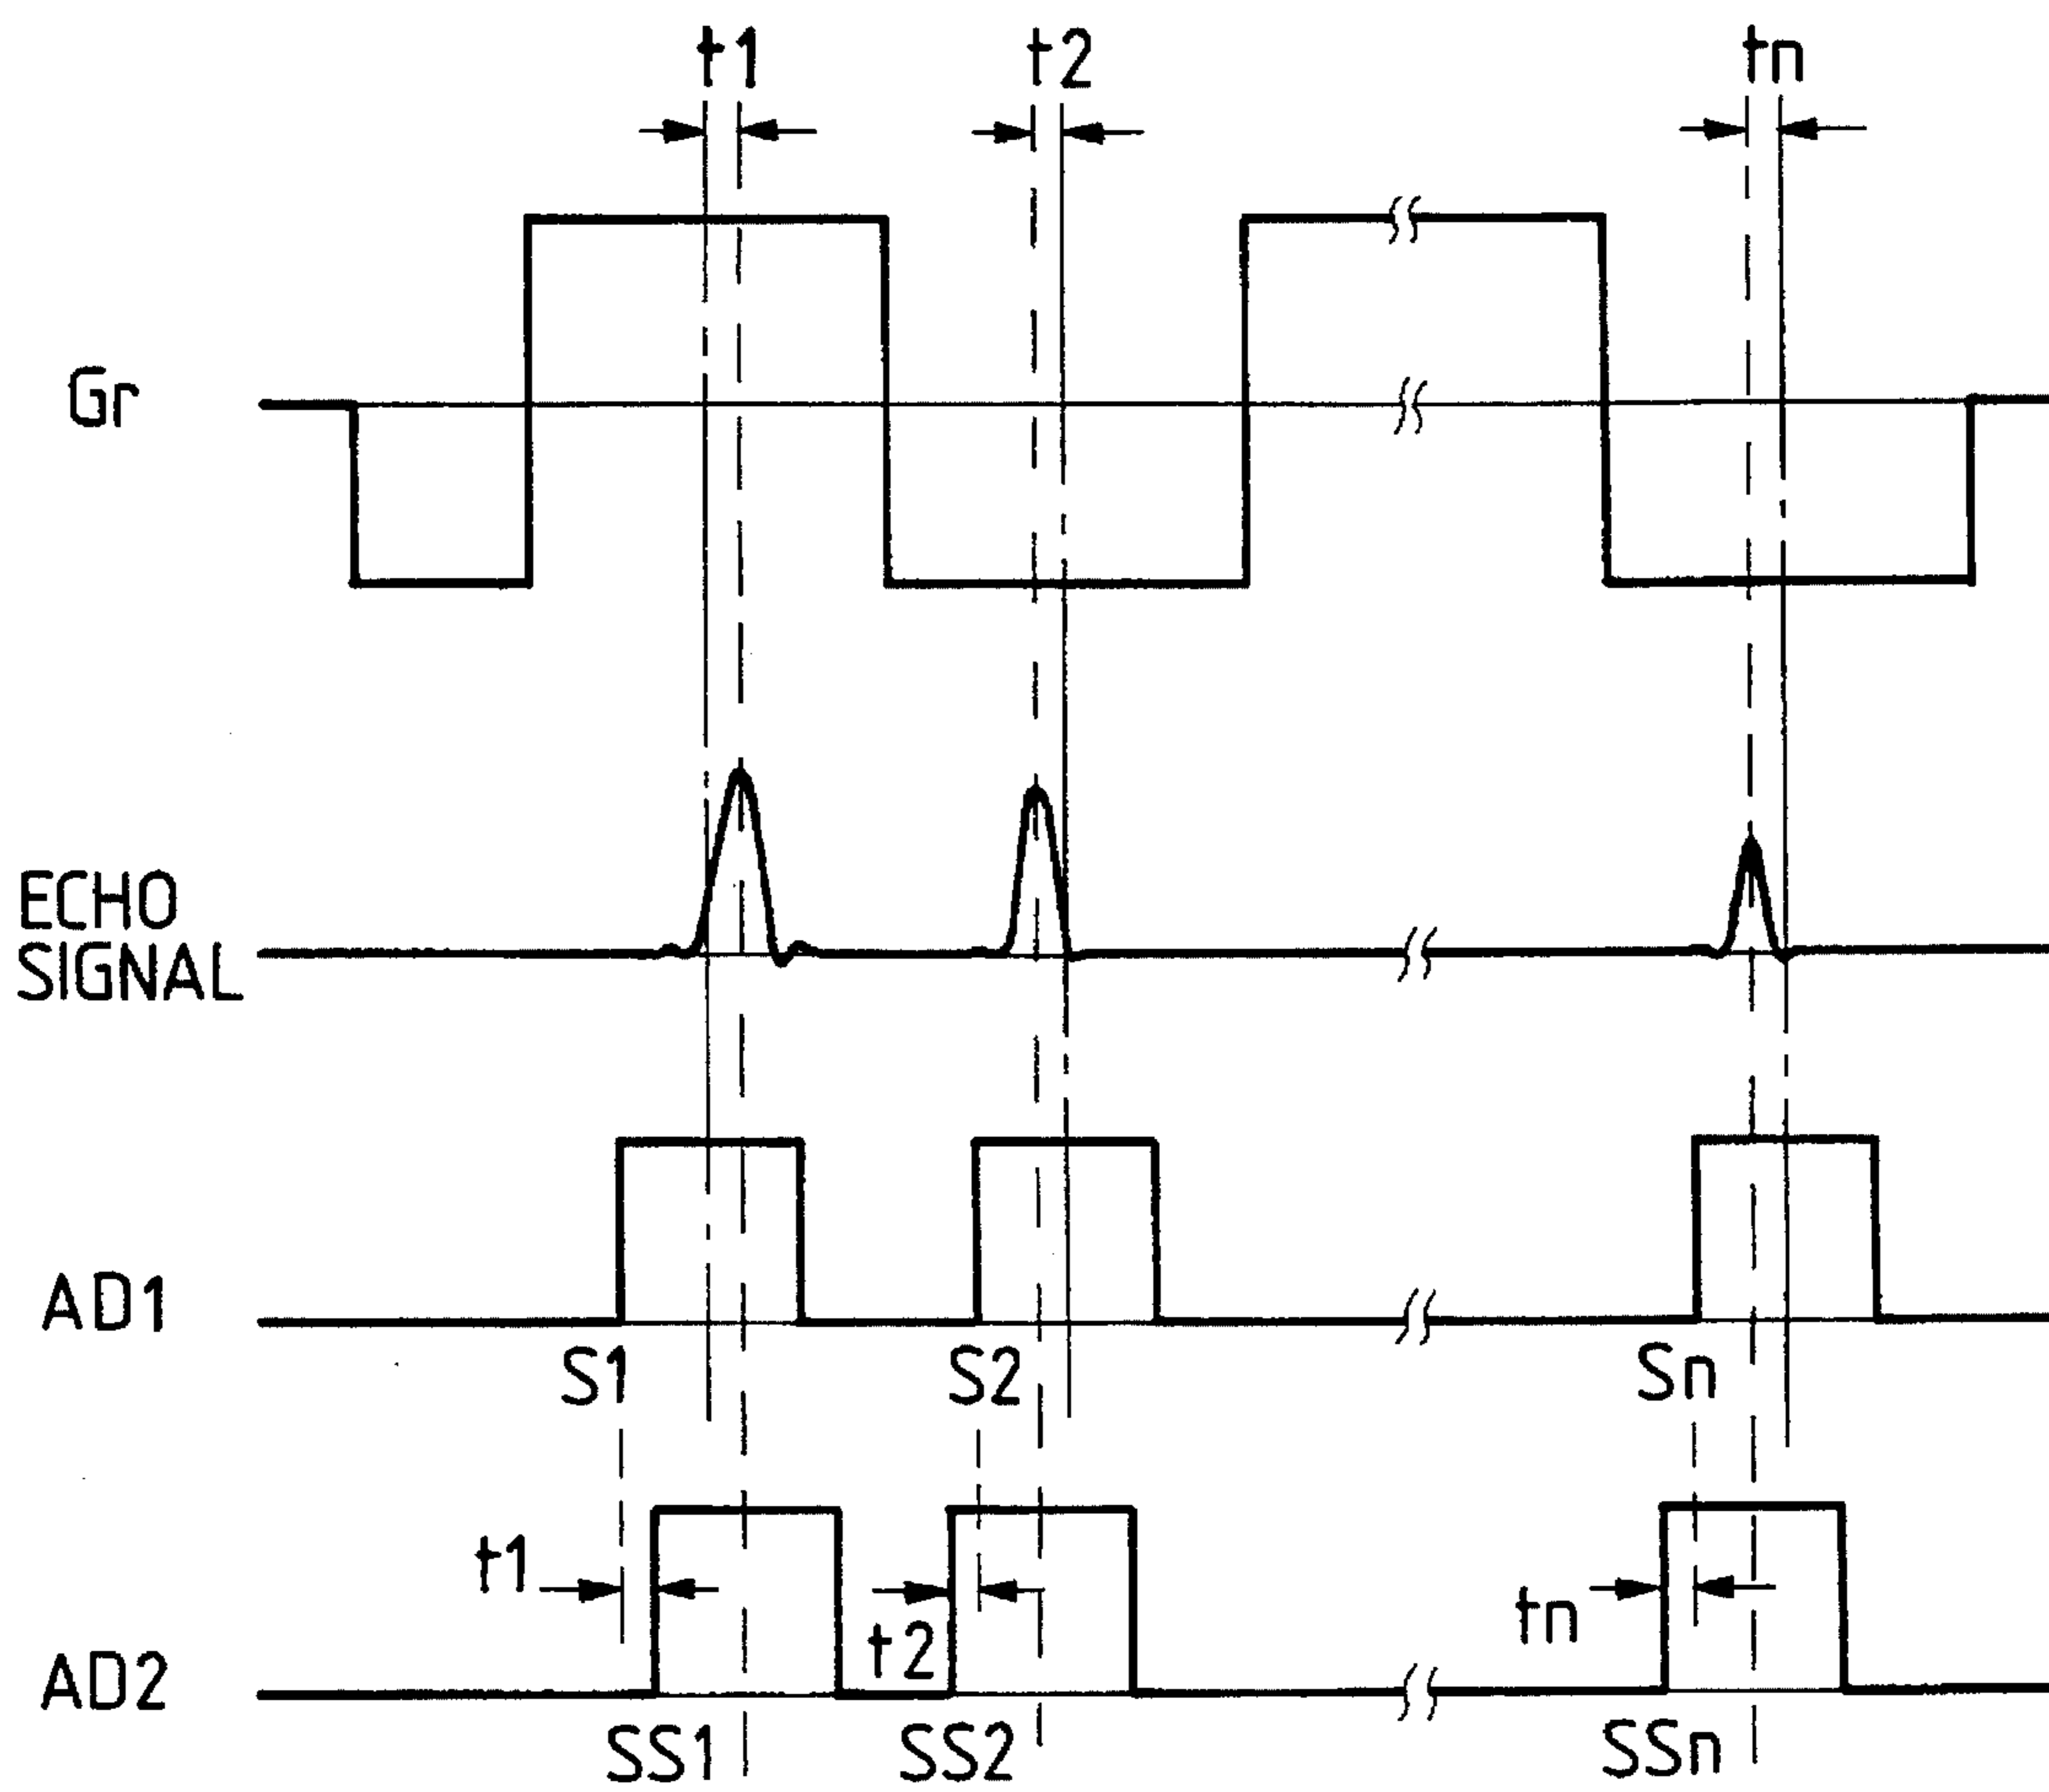 t1 t2 tn
Gr
ECHO
SIGNAL
AD1
S1 S2 Sn
t1 t2 tn
AD2
SS1 SS2 SSn